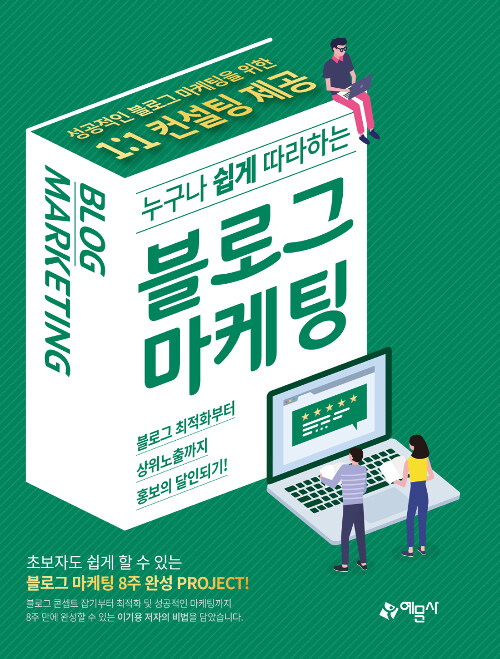 성공적인 블로그 마케팅을 위한
1:1 컨설팅 제공
BLOG
MARKETING
누구나 쉽게 따라하는
블로그
마케팅
블로그 최적화부터
상위노출까지
홍보의 달인되기!
초보자도 쉽게 할 수 있는
블로그 마케팅 8주 완성 PROJECT!
블로그 콘셉트 잡기부터 최적화 및 성공적인 마케팅까지
8주 만에 완성할 수 있는 이기용 저자의 비법을 담았습니다.
예문사